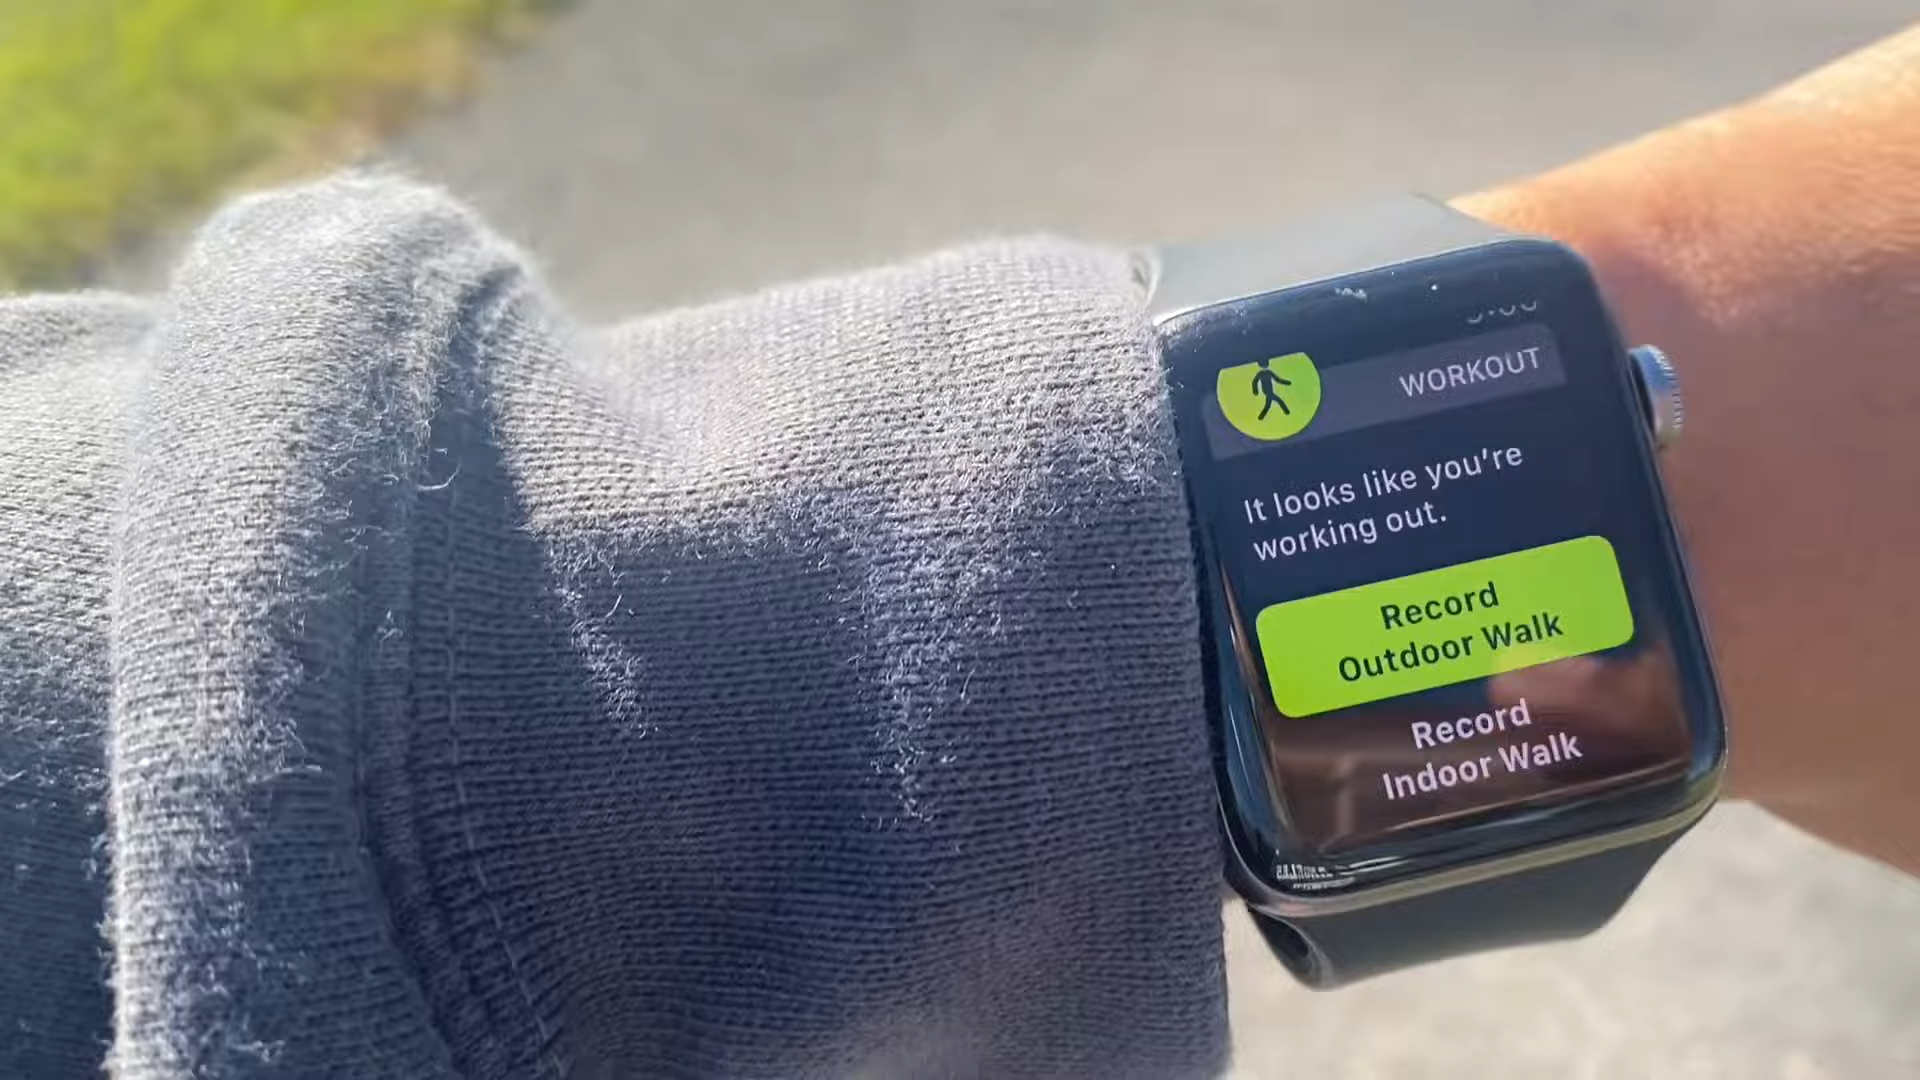 WORKOUT
It looks like you're
working out.
Record
Outdoor Walk
Record
Indoor Walk